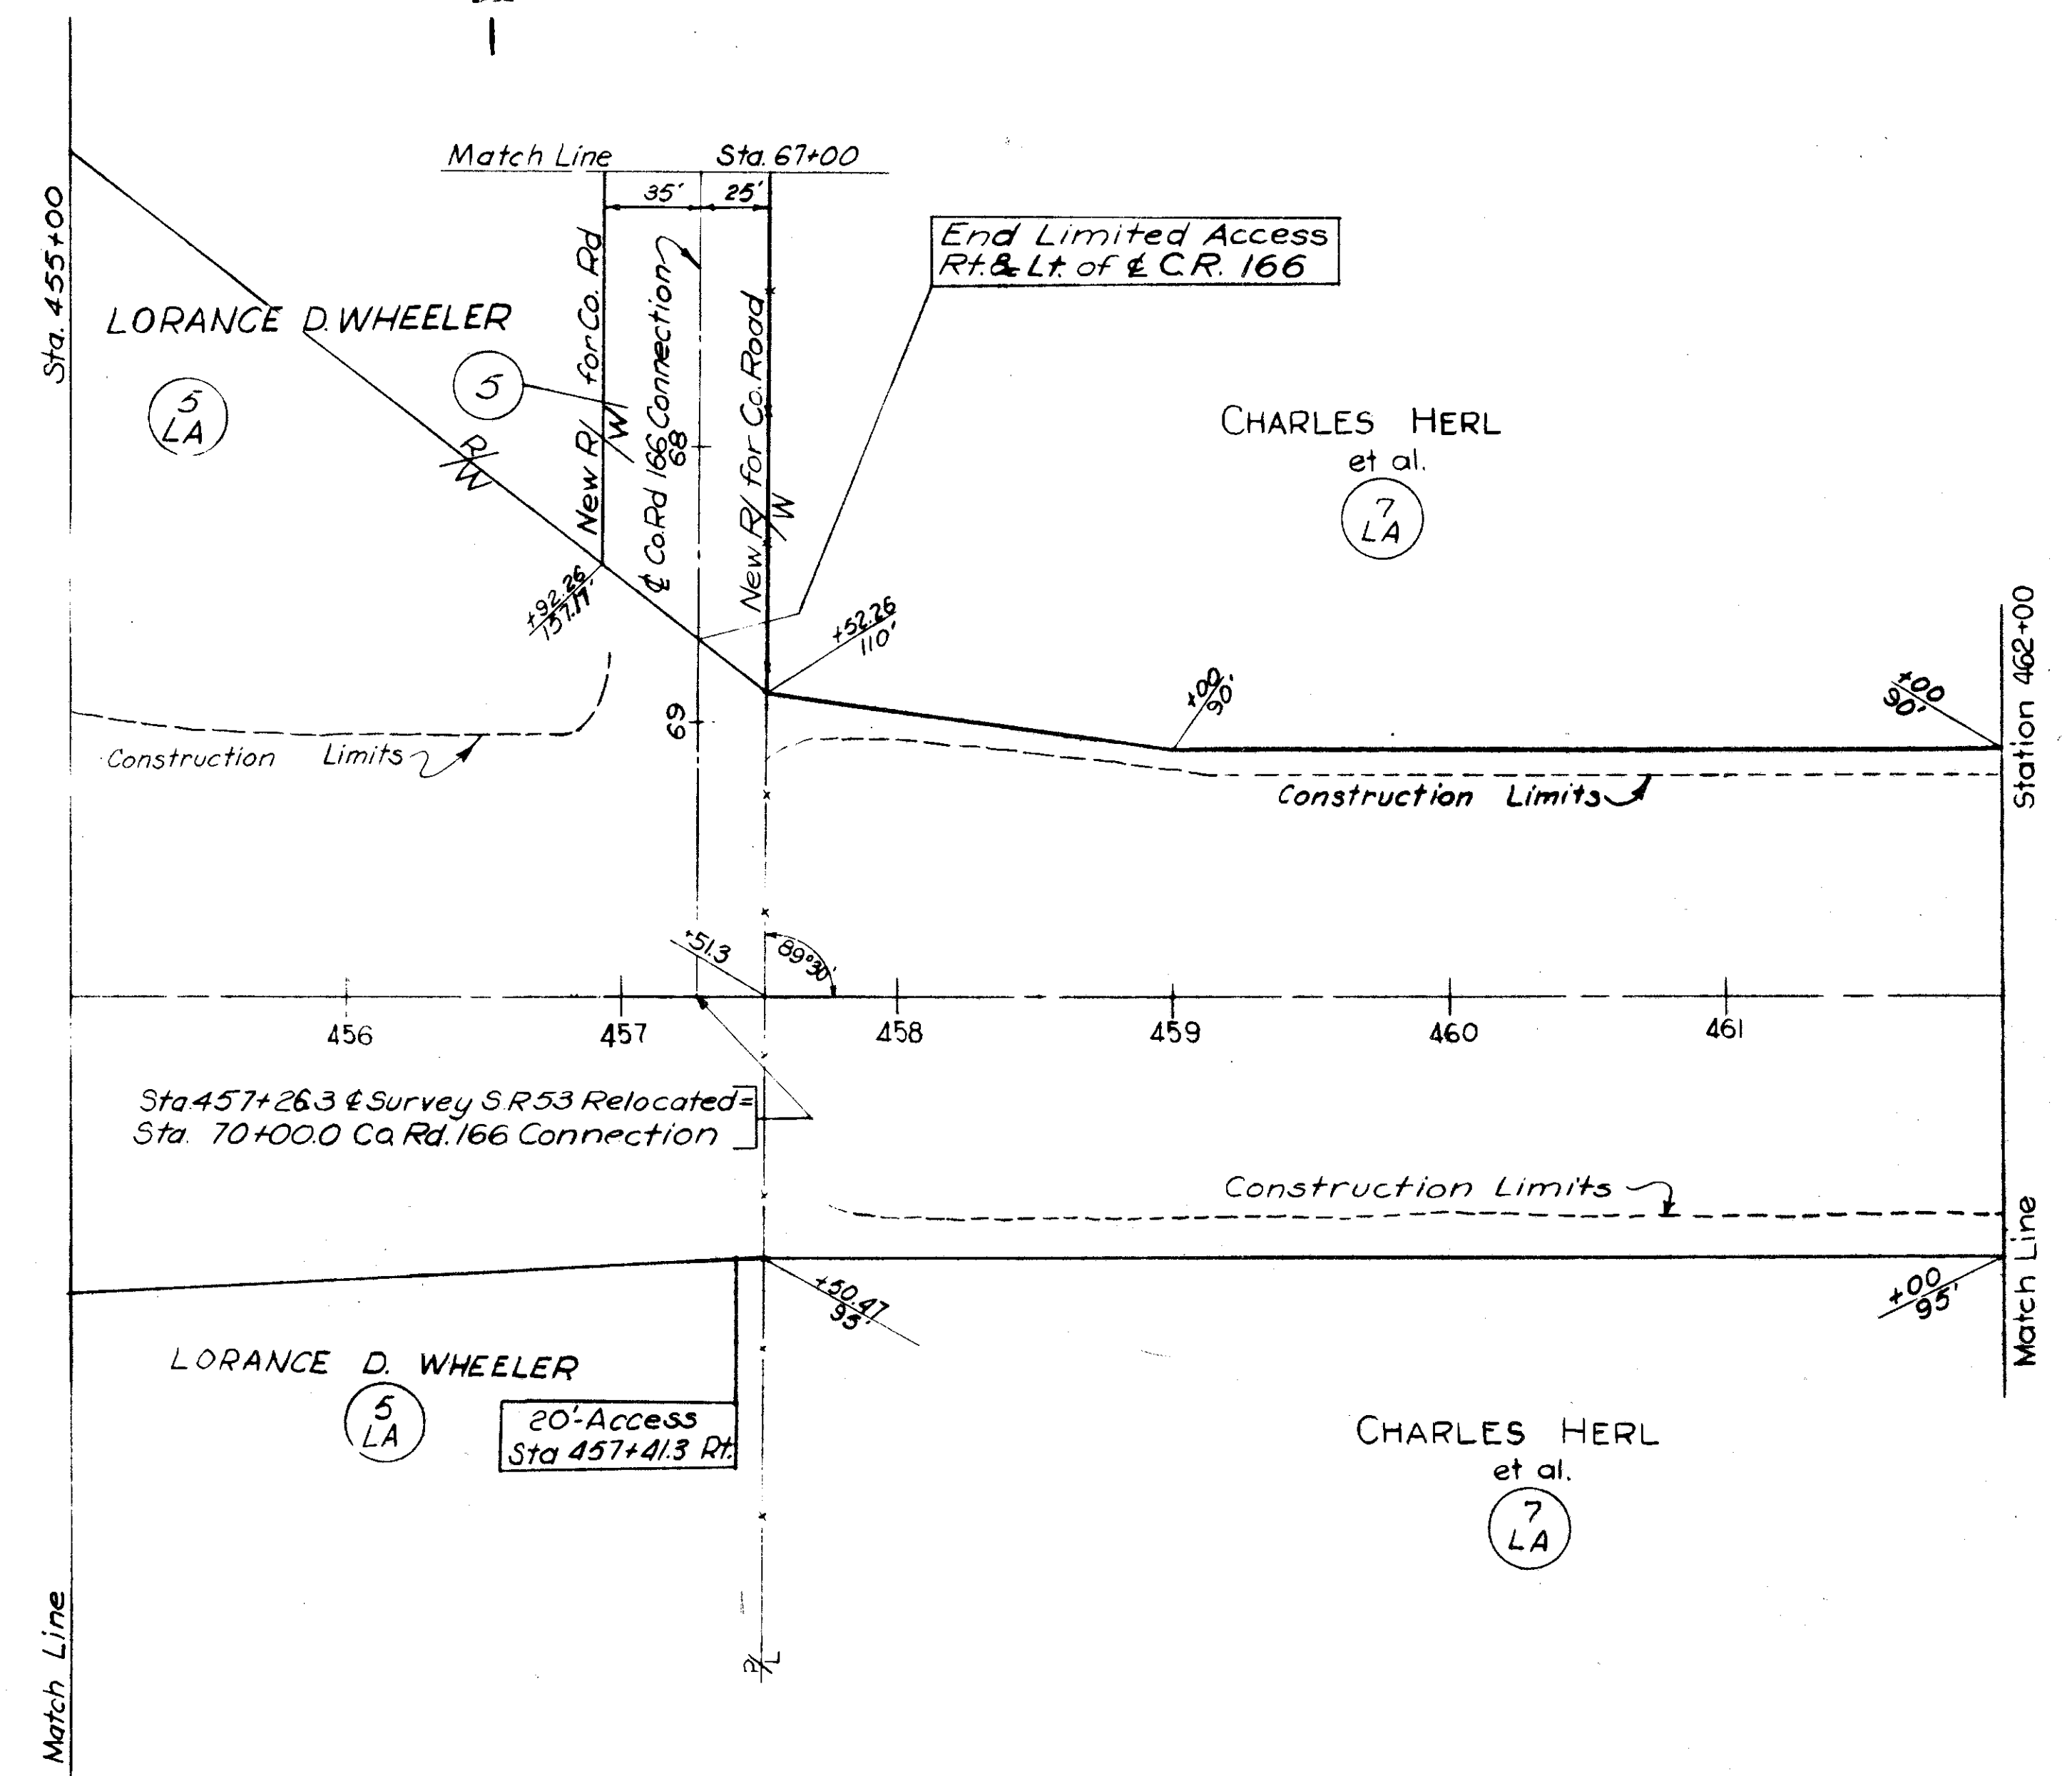 Match Line Sta. 67+00
35' 25'
Sta. 455+00
End Limited Access
Rt. & Lt. of ℄ C.R. 166
LORANCE D. WHEELER
5
LA
5
New R/W for Co. Rd
℄ Co. Rd 166 Connection
New R/W for Co. Road
68
69
R/W
CHARLES HERL
et al.
7
LA
+92.26
157.17'
+52.26
110'
+00
90'
+00
90'
Station 462+00
Construction Limits
Construction Limits
+51.3
89°30'
456 457 458 459 460 461
Sta. 457+26.3 ℄ Survey S.R 53 Relocated=
Sta. 70+00.0 Co. Rd. 166 Connection
Construction Limits
+50.47
95'
+00
95'
Match Line
LORANCE D. WHEELER
5
LA
20'-Access
Sta 457+41.3 Rt.
CHARLES HERL
et al.
7
LA
P/L
Match Line